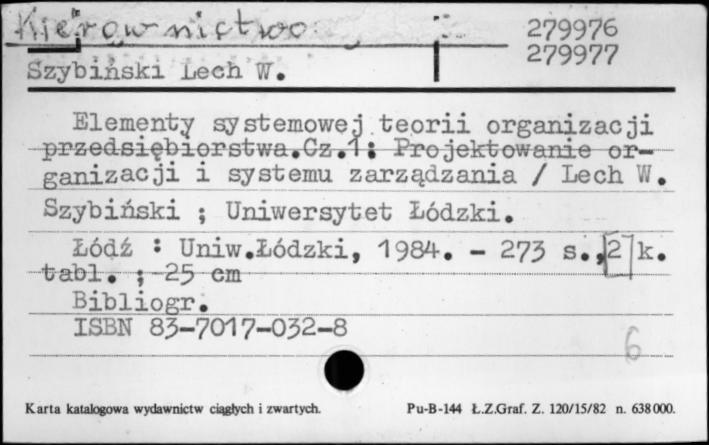 Kierownictwo
279976
279977
Szybiński Lech W.
Elementy systemowej teorii organizacji
przedsiębiorstwa.Cz.1: Projektowanie or-
ganizacji i systemu zarządzania / Lech W.
Szybiński ; Uniwersytet Łódzki.
Łódź : Uniw.Łódzki, 1984. - 273 s.,[2]k.
tabl. ; 25 cm
Bibliogr.
ISBN 83-7017-032-8
6
Karta katalogowa wydawnictw ciągłych i zwartych. Pu-B-144 Ł.Z.Graf. Z. 120/15/82 n. 638000.